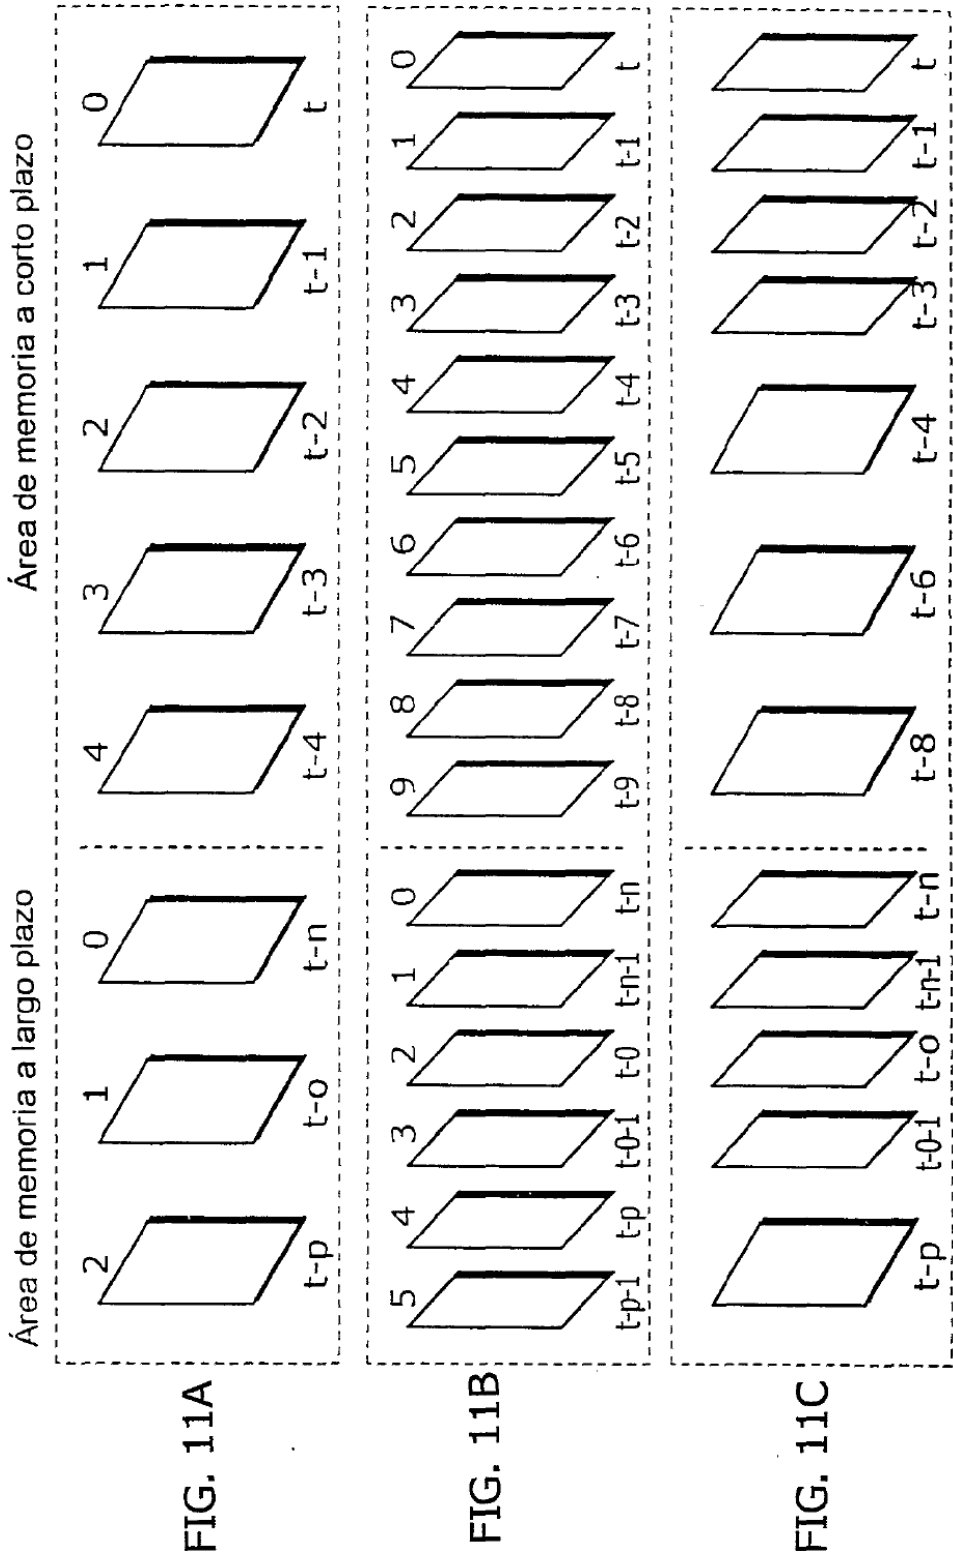 Área de memoria a largo plazo Área de memoria a corto plazo
2 1 0 4 3 2 1 0
t-p t-o t-n t-4 t-3 t-2 t-1 t
FIG. 11A
5 4 3 2 1 0 9 8 7 6 5 4 3 2 1 0
t-p-1 t-p t-0-1 t-0 t-n-1 t-n t-9 t-8 t-7 t-6 t-5 t-4 t-3 t-2 t-1 t
FIG. 11B
t-p t-0-1 t-o t-n-1 t-n t-8 t-6 t-4 t-3 t-2 t-1 t
FIG. 11C